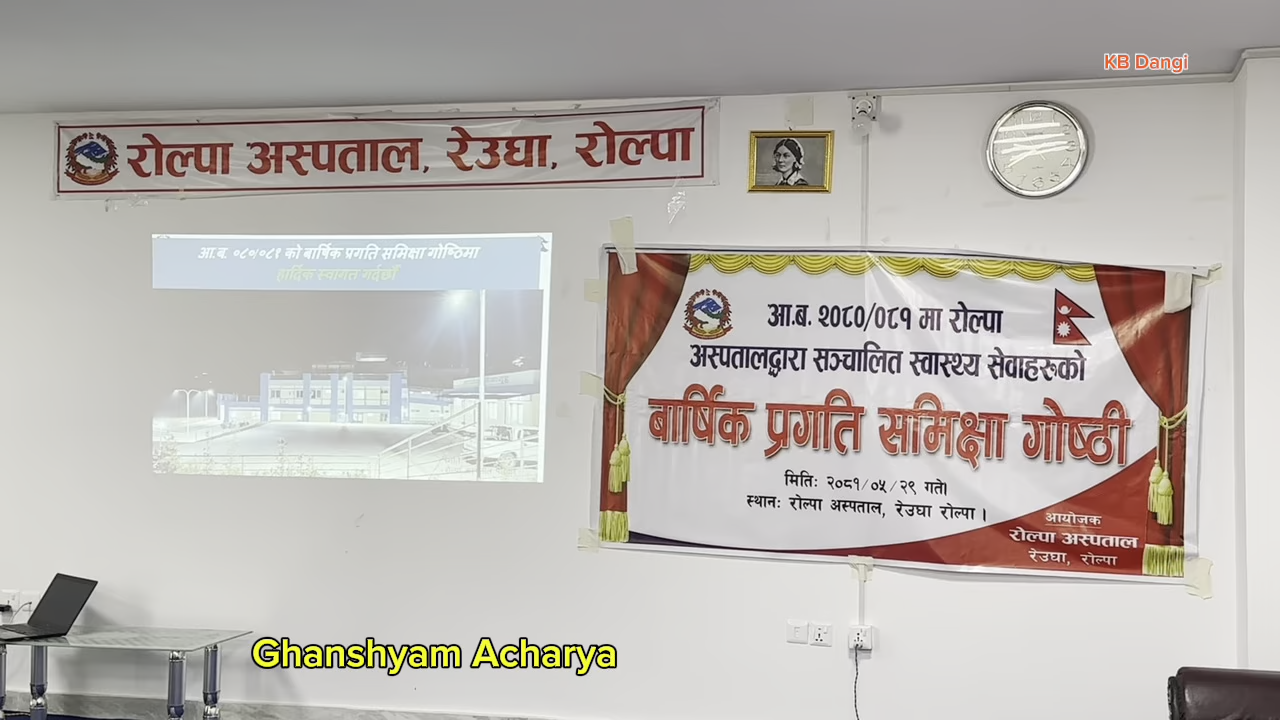 KB Dangi
रोल्पा अस्पताल, रेउघा, रोल्पा
आ.ब. ०८०/०८१ को बार्षिक प्रगति समिक्षा गोष्ठिमा
हार्दिक स्वागत गर्दछौँ
आ.ब. २०८०/०८१ मा रोल्पा
अस्पतालद्वारा सञ्चालित स्वास्थ्य सेवाहरुको
बार्षिक प्रगति समिक्षा गोष्ठी
मितिः २०८१/०५/२९ गते।
स्थानः रोल्पा अस्पताल, रेउघा रोल्पा ।
आयोजक
रोल्पा अस्पताल
रेउघा, रोल्पा
Ghanshyam Acharya